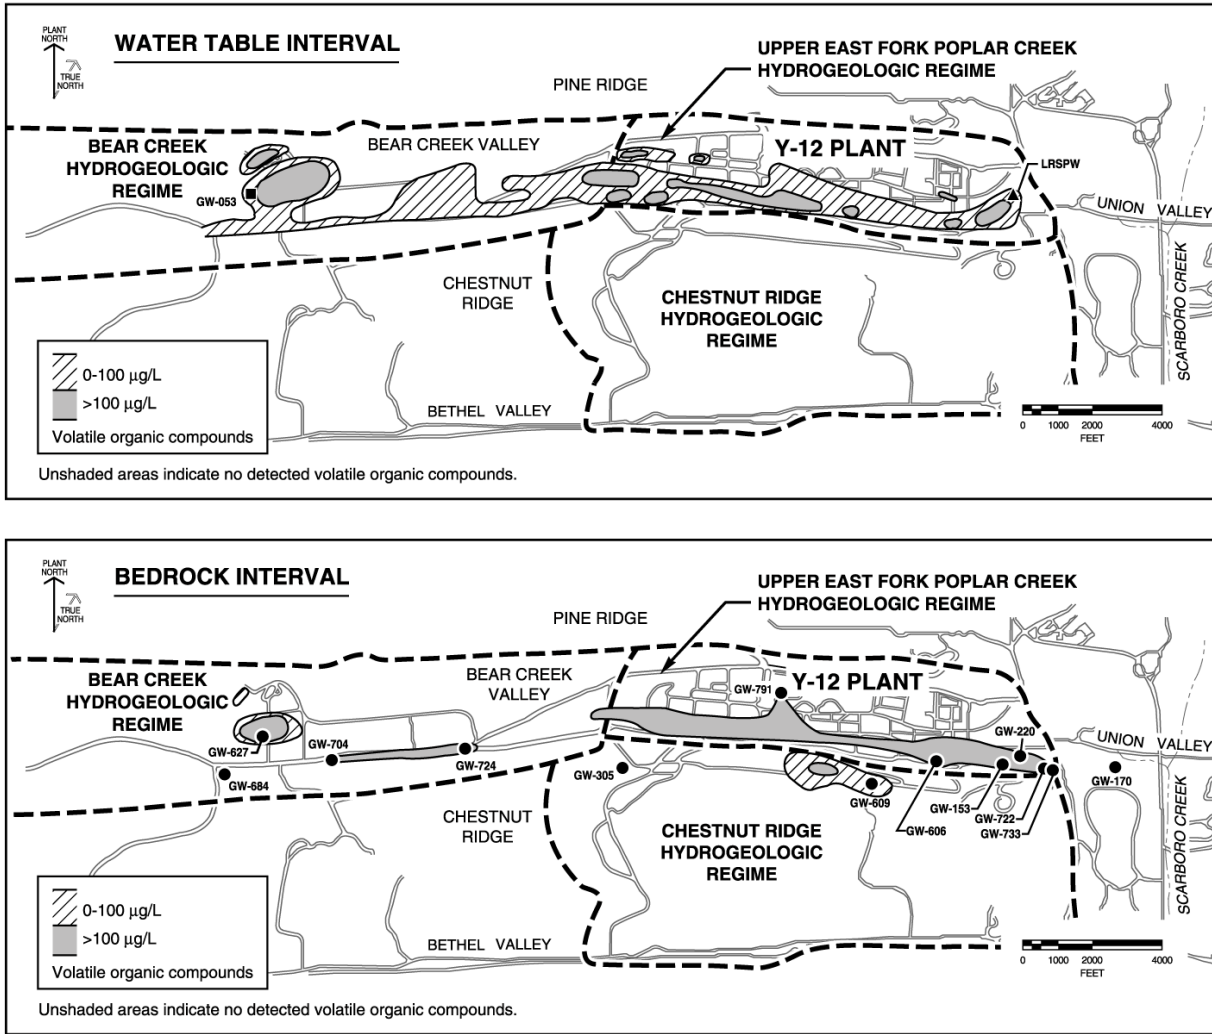 PLANT
NORTH
TRUE
NORTH
WATER TABLE INTERVAL
UPPER EAST FORK POPLAR CREEK
HYDROGEOLOGIC REGIME
PINE RIDGE
BEAR CREEK
HYDROGEOLOGIC
REGIME
BEAR CREEK VALLEY
Y-12 PLANT
LRSPW
GW-053
UNION VALLEY
CHESTNUT
RIDGE
CHESTNUT RIDGE
HYDROGEOLOGIC
REGIME
SCARBORO CREEK
0-100 µg/L
>100 µg/L
Volatile organic compounds
BETHEL VALLEY
0 1000 2000 4000
FEET
Unshaded areas indicate no detected volatile organic compounds.
PLANT
NORTH
TRUE
NORTH
BEDROCK INTERVAL
UPPER EAST FORK POPLAR CREEK
HYDROGEOLOGIC REGIME
PINE RIDGE
BEAR CREEK
HYDROGEOLOGIC
REGIME
BEAR CREEK
VALLEY
Y-12 PLANT
GW-791
GW-627
GW-704
GW-724
GW-684
GW-305
GW-220
UNION VALLEY
GW-170
GW-609
GW-153
GW-722
GW-606
GW-733
CHESTNUT
RIDGE
CHESTNUT RIDGE
HYDROGEOLOGIC
REGIME
SCARBORO CREEK
0-100 µg/L
>100 µg/L
Volatile organic compounds
BETHEL VALLEY
0 1000 2000 4000
FEET
Unshaded areas indicate no detected volatile organic compounds.